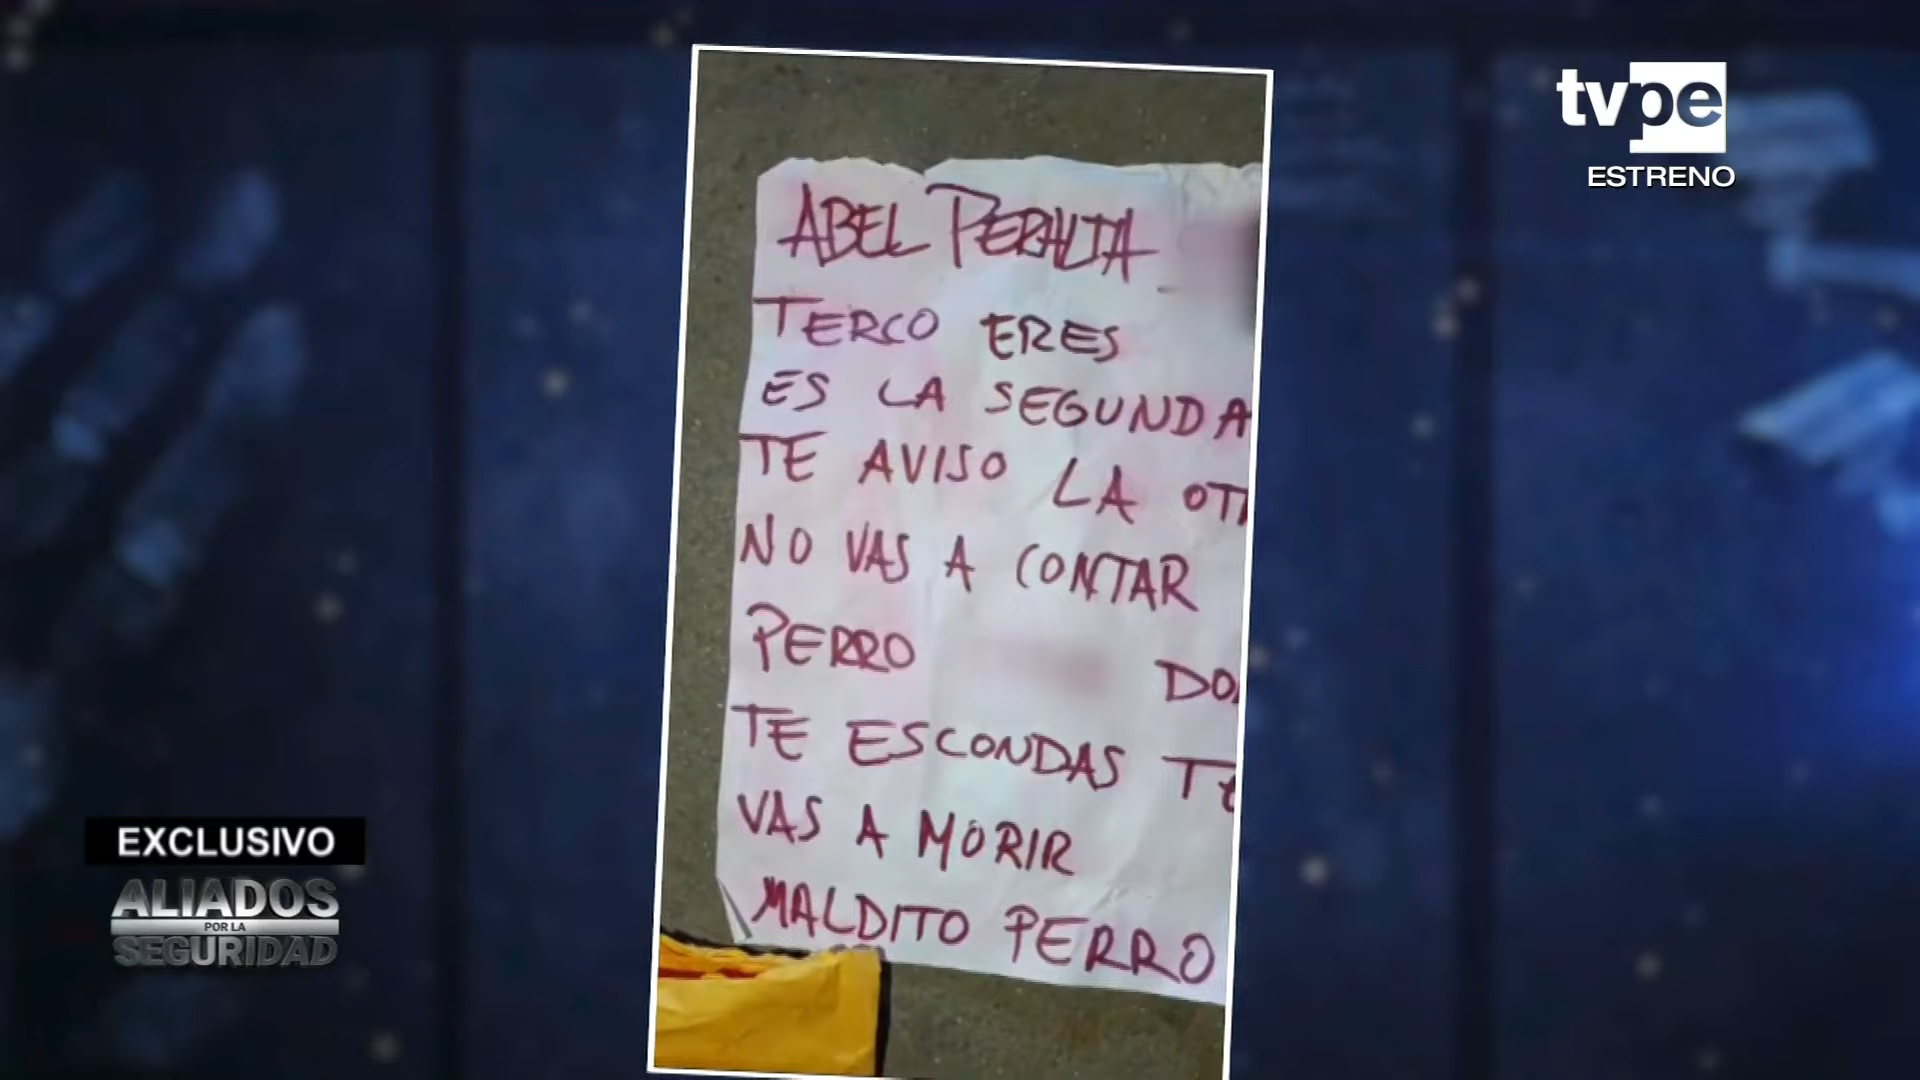 tvpe
ESTRENO
ABEL PERALTA
TERCO ERES
ES LA SEGUNDA
TE AVISO LA
NO VAS A CONTAR
PERRO
TE ESCONDAS
VAS A MORIR
MALDITO PERRO
EXCLUSIVO
ALIADOS
POR LA
SEGURIDAD